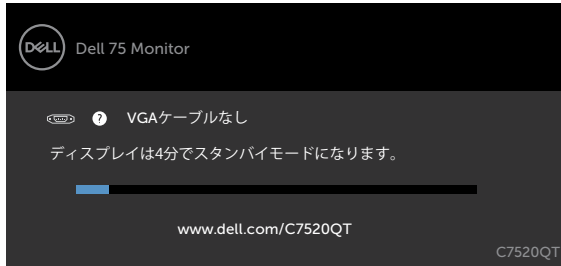 DELL Dell 75 Monitor
? VGAケーブルなし
ディスプレイは4分でスタンバイモードになります。
www.dell.com/C7520QT
C7520QT